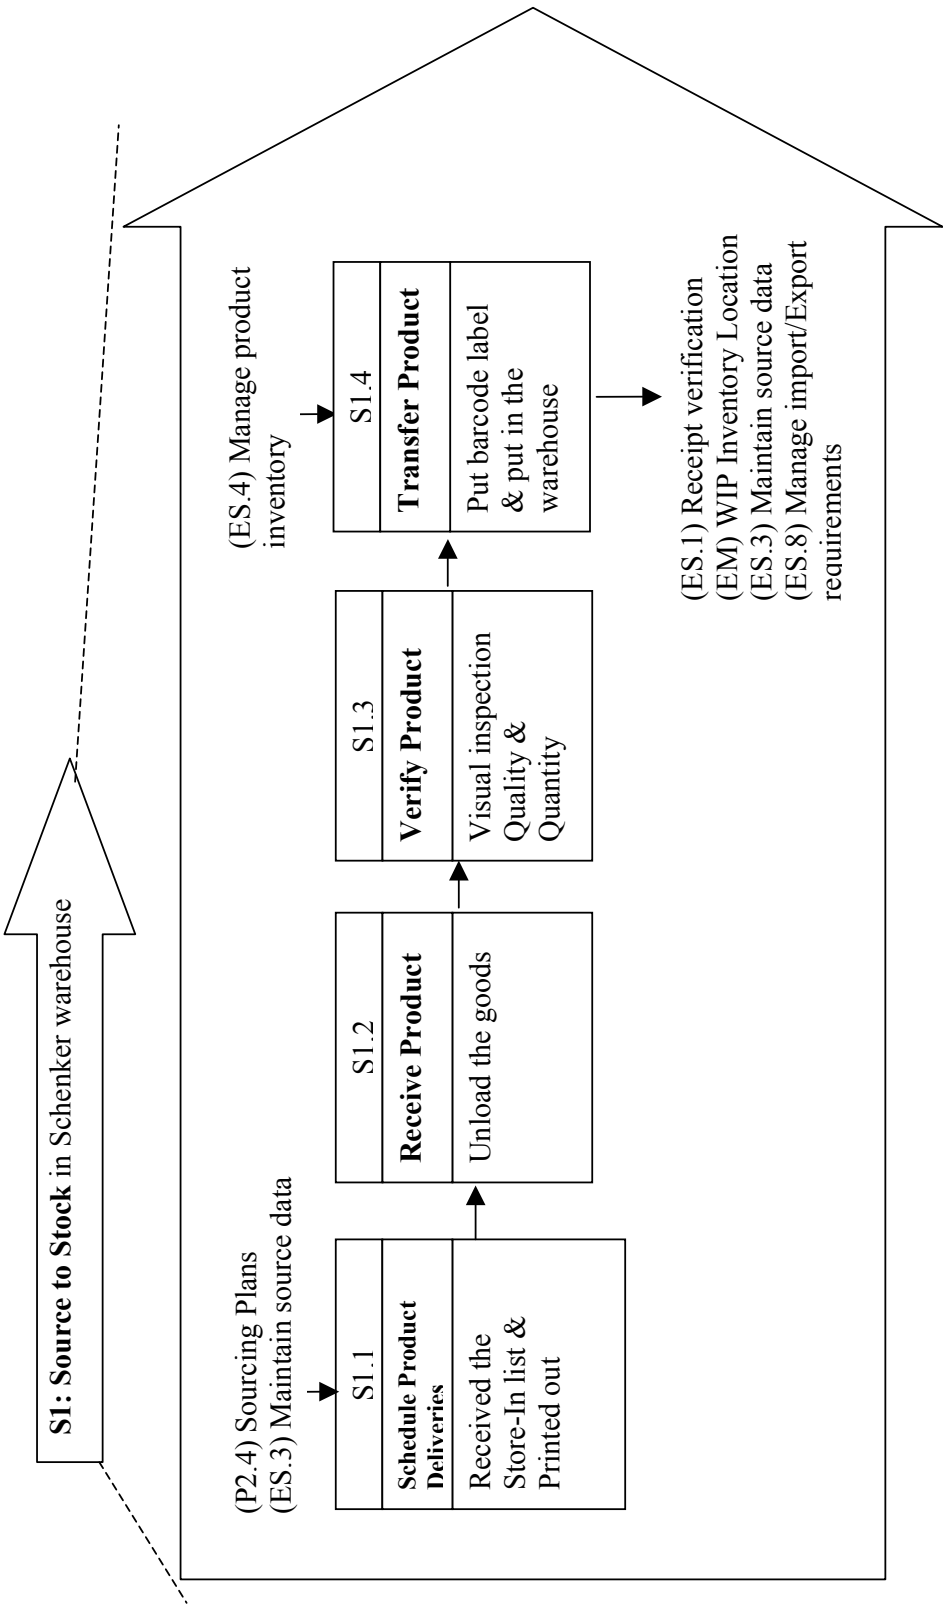 S1: Source to Stock in Schenker warehouse
(P2.4) Sourcing Plans
(ES.3) Maintain source data
S1.1
Schedule Product
Deliveries
Received the
Store-In list &
Printed out
S1.2
Receive Product
Unload the goods
S1.3
Verify Product
Visual inspection
Quality &
Quantity
(ES.4) Manage product
inventory
S1.4
Transfer Product
Put barcode label
& put in the
warehouse
(ES.1) Receipt verification
(EM) WIP Inventory Location
(ES.3) Maintain source data
(ES.8) Manage import/Export
requirements